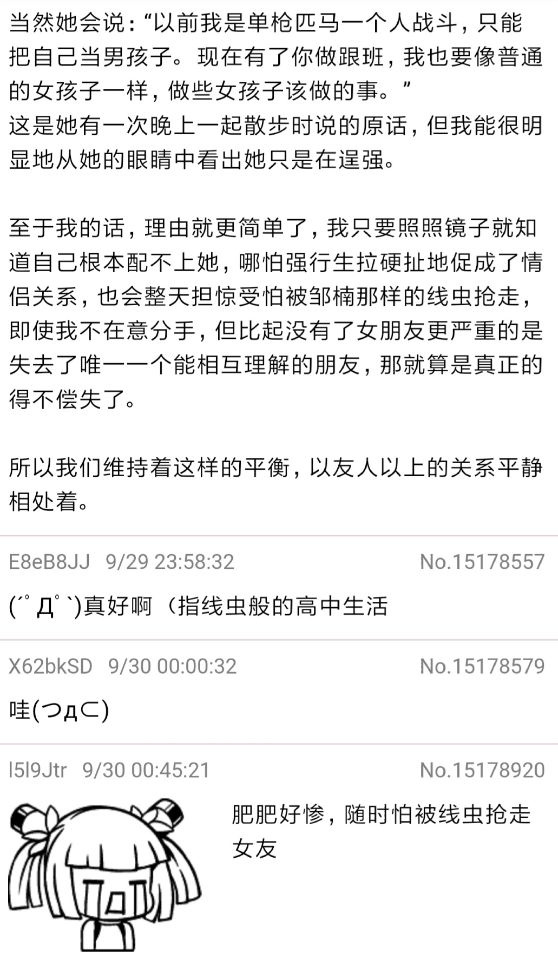 当然她会说：“以前我是单枪匹马一个人战斗，只能
把自己当男孩子。现在有了你做跟班，我也要像普通
的女孩子一样，做些女孩子该做的事。”
这是她有一次晚上一起散步时说的原话，但我能很明
显地从她的眼睛中看出她只是在逞强。
至于我的话，理由就更简单了，我只要照照镜子就知
道自己根本配不上她，哪怕强行生拉硬扯地促成了情
侣关系，也会整天担惊受怕被邹楠那样的线虫抢走，
即使我不在意分手，但比起没有了女朋友更严重的是
失去了唯一一个能相互理解的朋友，那就算是真正的
得不偿失了。
所以我们维持着这样的平衡，以友人以上的关系平静
相处着。
E8eB8JJ 9/29 23:58:32 No.15178557
(´ﾟДﾟ`)真好啊（指线虫般的高中生活
X62bkSD 9/30 00:00:32 No.15178579
哇(つд⊂)
I5I9Jtr 9/30 00:45:21 No.15178920
肥肥好惨，随时怕被线虫抢走
女友